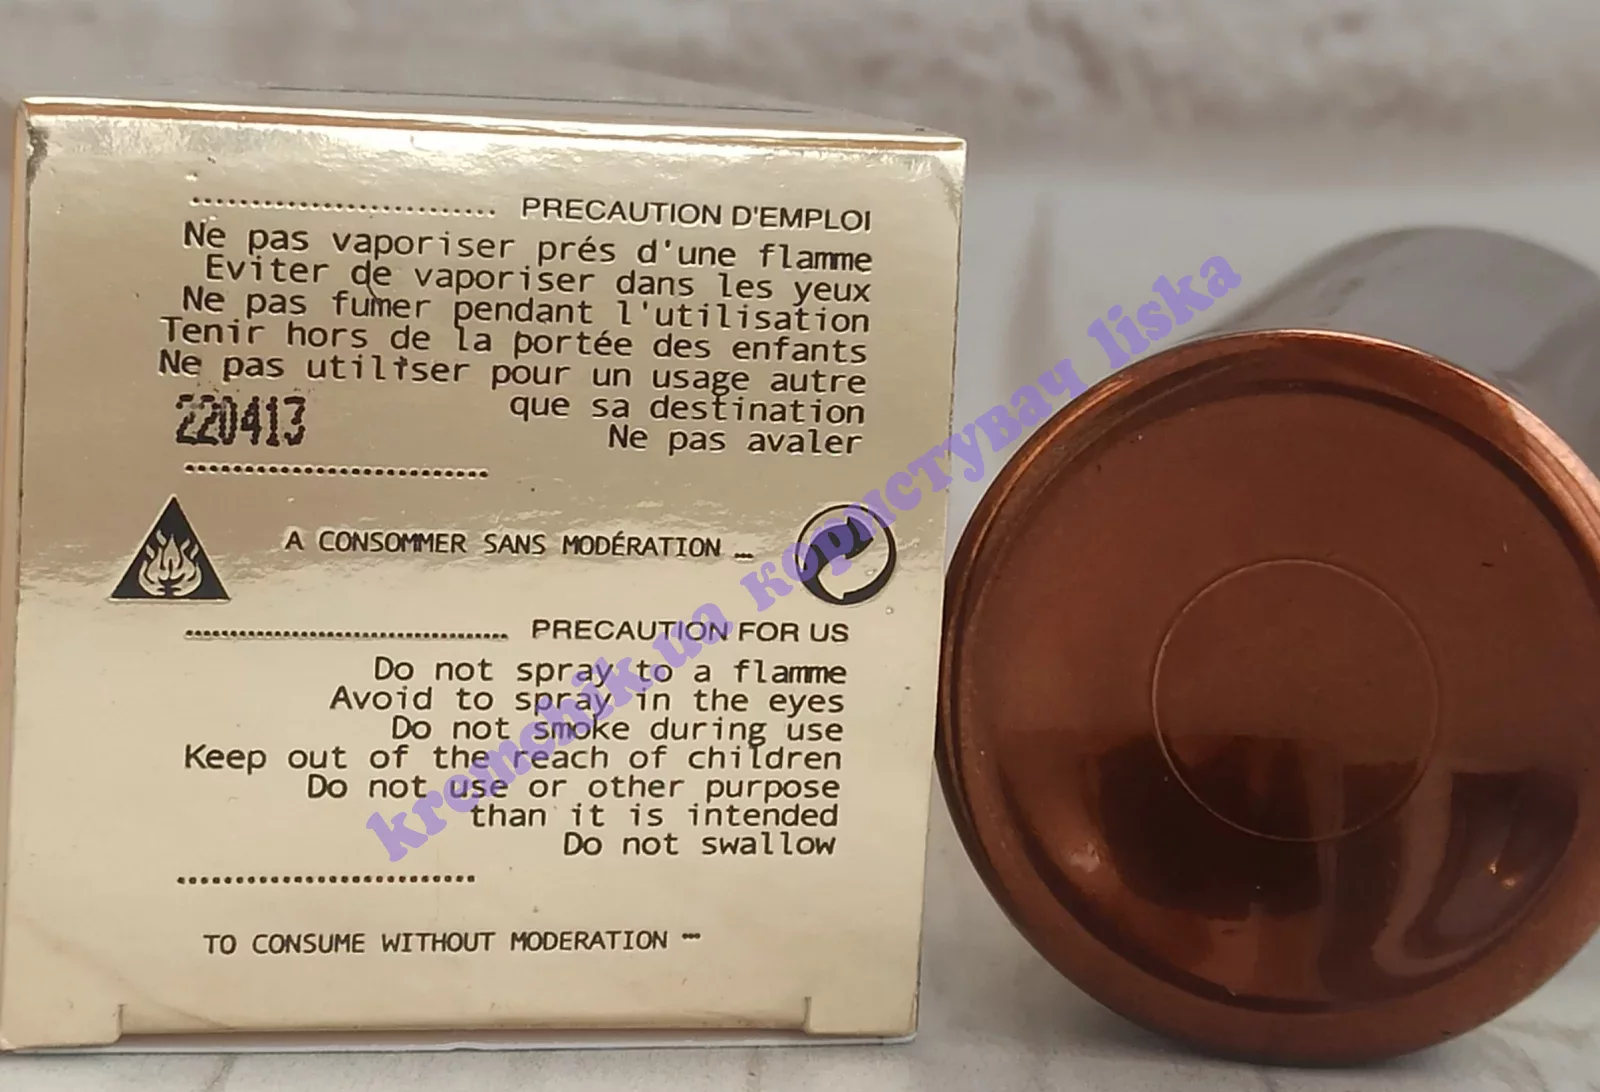 PRECAUTION D'EMPLOI
Ne pas vaporiser prés d'une flamme
Eviter de vaporiser dans les yeux
Ne pas fumer pendant l'utilisation
Tenir hors de la portée des enfants
Ne pas utiliser pour un usage autre
que sa destination
220413
Ne pas avaler
A CONSOMMER SANS MODÉRATION ...
PRECAUTION FOR US
Do not spray to a flamme
Avoid to spray in the eyes
Do not smoke during use
Keep out of the reach of children
Do not use or other purpose
than it is intended
Do not swallow
TO CONSUME WITHOUT MODERATION ...
kremchik.ua користувач liska